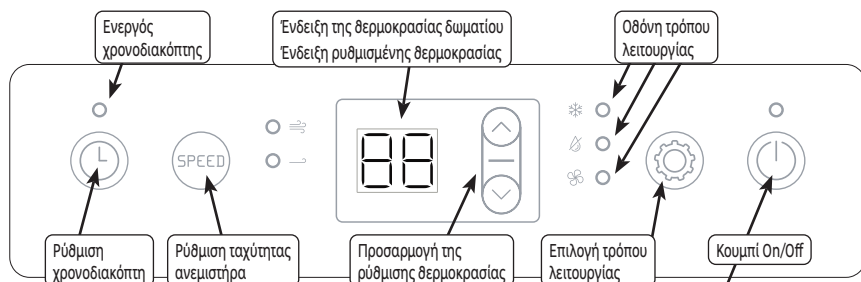 Ενεργός
χρονοδιακόπτης
Ένδειξη της θερμοκρασίας δωματίου
Ένδειξη ρυθμισμένης θερμοκρασίας
Οθόνη τρόπου
λειτουργίας
SPEED
88
Ρύθμιση
χρονοδιακόπτη
Ρύθμιση ταχύτητας
ανεμιστήρα
Προσαρμογή της
ρύθμισης θερμοκρασίας
Επιλογή τρόπου
λειτουργίας
Κουμπί On/Off